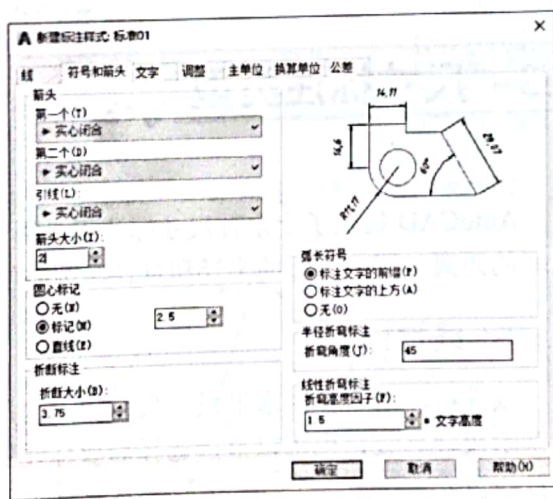 新建标注样式: 标准01
线 符号和箭头 文字 调整 主单位 换算单位 公差
箭头
第一个(T)
实心闭合
第二个(D)
实心闭合
引线(L):
实心闭合
箭头大小(I):
2
圆心标记
无(N)
标记(M)
2.5
直线(E)
折断标注
折断大小(B):
3.75
14,11
14,6
28,07
60°
R11,17
弧长符号
标注文字的前缀(P)
标注文字的上方(A)
无(O)
半径折弯标注
折弯角度(J):
45
线性折弯标注
折弯高度因子(F):
1.5
文字高度
确定 取消 帮助(H)